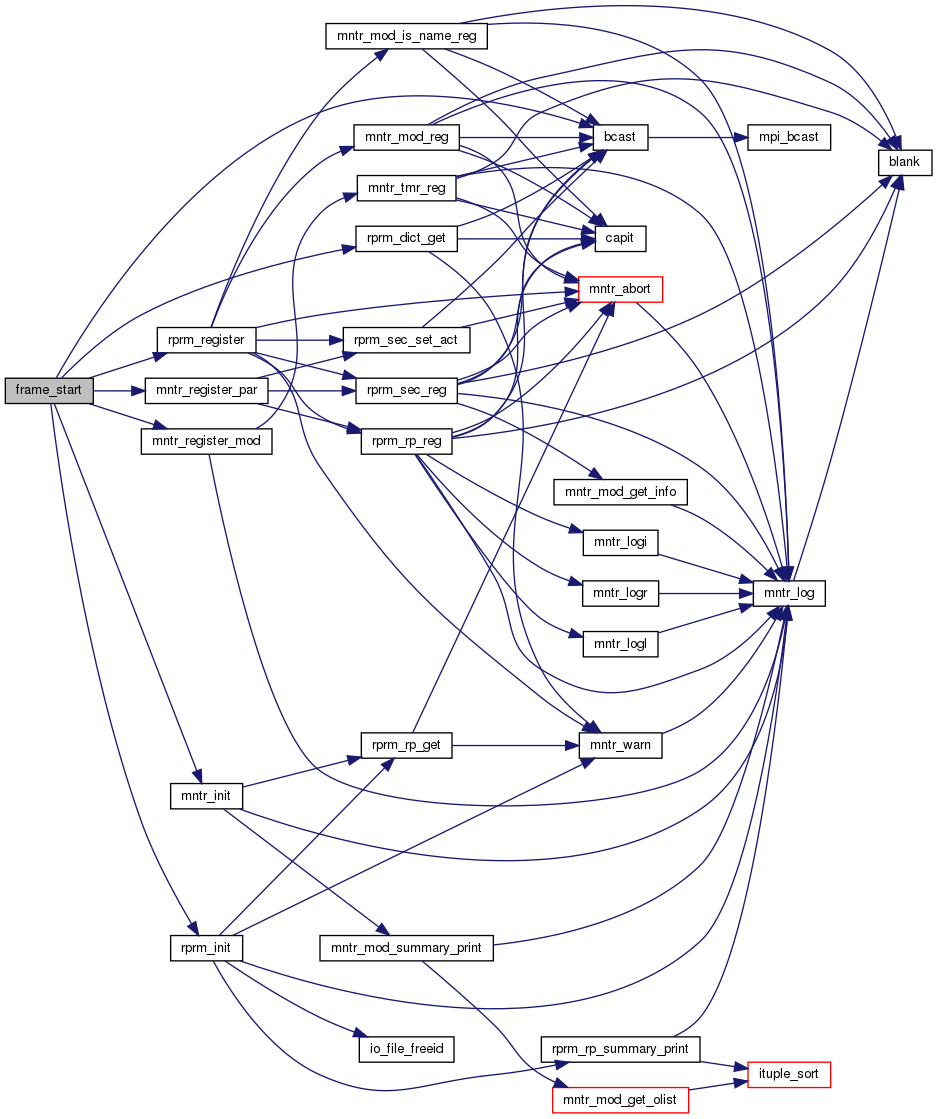 mntr_mod_is_name_reg
mntr_mod_reg
bcast
mpi_bcast
blank
mntr_tmr_reg
rprm_dict_get
capit
mntr_abort
rprm_register
rprm_sec_set_act
frame_start
mntr_register_par
rprm_sec_reg
mntr_register_mod
rprm_rp_reg
mntr_mod_get_info
mntr_logi
mntr_logr
mntr_log
mntr_logl
rprm_rp_get
mntr_warn
mntr_init
rprm_init
mntr_mod_summary_print
io_file_freeid
rprm_rp_summary_print
ituple_sort
mntr_mod_get_olist